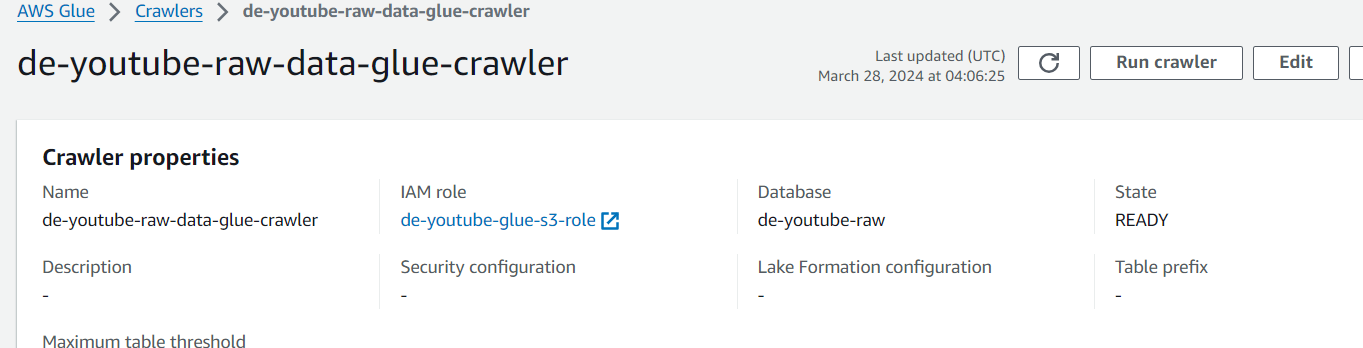 AWS Glue > Crawlers > de-youtube-raw-data-glue-crawler
de-youtube-raw-data-glue-crawler
Last updated (UTC)
March 28, 2024 at 04:06:25
Run crawler
Edit
Crawler properties
Name
de-youtube-raw-data-glue-crawler
IAM role
de-youtube-glue-s3-role
Database
de-youtube-raw
State
READY
Description
-
Security configuration
-
Lake Formation configuration
-
Table prefix
-
Maximum table threshold